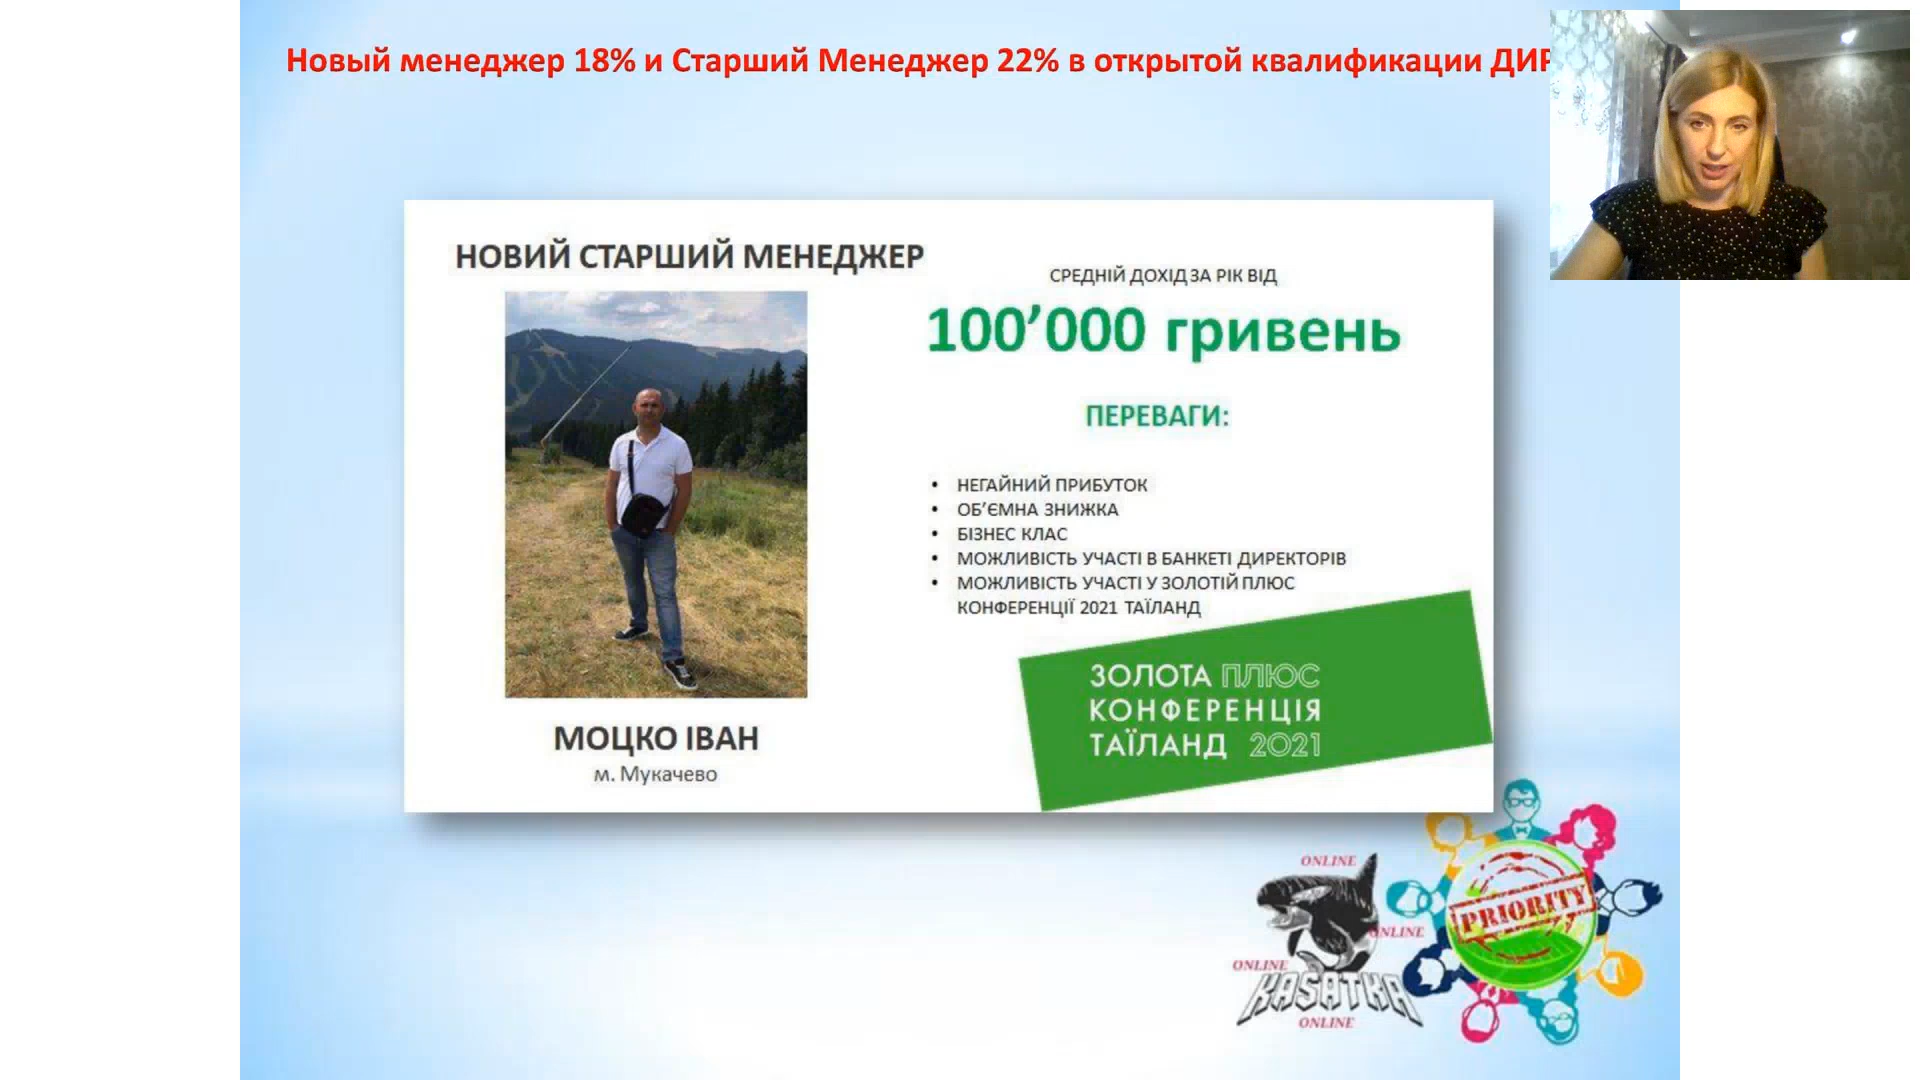 Новый менеджер 18% и Старший Менеджер 22% в открытой квалификации
НОВИЙ СТАРШИЙ МЕНЕДЖЕР
СРЕДНІЙ ДОХІД ЗА РІК ВІД
100’000 гривень
ПЕРЕВАГИ:
• НЕГАЙНИЙ ПРИБУТОК
• ОБ’ЄМНА ЗНИЖКА
• БІЗНЕС КЛАС
• МОЖЛИВІСТЬ УЧАСТІ В БАНКЕТІ ДИРЕКТОРІВ
• МОЖЛИВІСТЬ УЧАСТІ У ЗОЛОТІЙ ПЛЮС
КОНФЕРЕНЦІЇ 2021 ТАЇЛАНД
ЗОЛОТА ПЛЮС
КОНФЕРЕНЦІЯ
ТАЇЛАНД 2021
МОЦКО ІВАН
м. Мукачево
ONLINE
ONLINE
ONLINE
KASATKA
ONLINE
PRIORITY